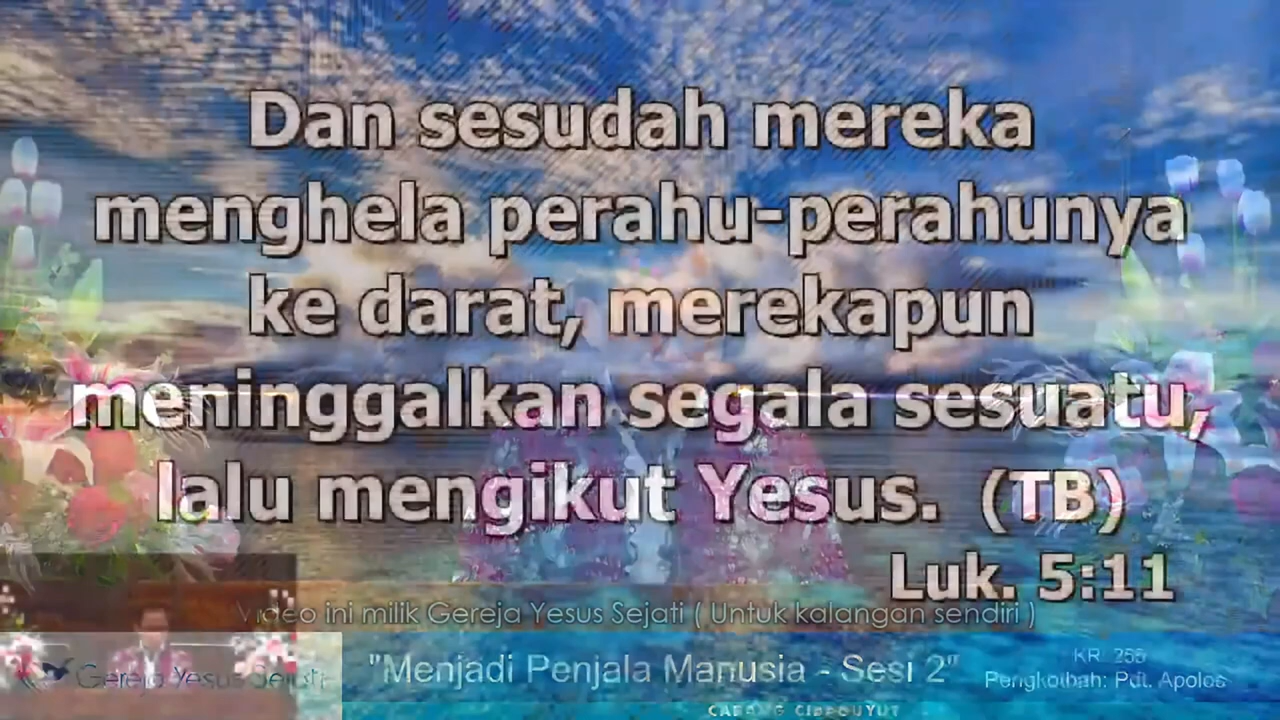 Dan sesudah mereka
menghela perahu-perahunya
ke darat, merekapun
meninggalkan segala sesuatu,
lalu mengikut Yesus. (TB)
Luk. 5:11
Video ini milik Gereja Yesus Sejati ( Untuk kalangan sendiri )
Gereja Yesus Sejati
"Menjadi Penjala Manusia - Sesi 2"
KR.
Pengkotbah: Pdt. Apolos
CABANG